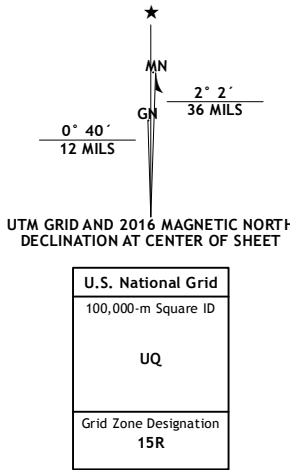 ★
MN
2° 2´
36 MILS
GN
0° 40´
12 MILS
UTM GRID AND 2016 MAGNETIC NORTH
DECLINATION AT CENTER OF SHEET
U.S. National Grid
100,000-m Square ID
UQ
Grid Zone Designation
15R